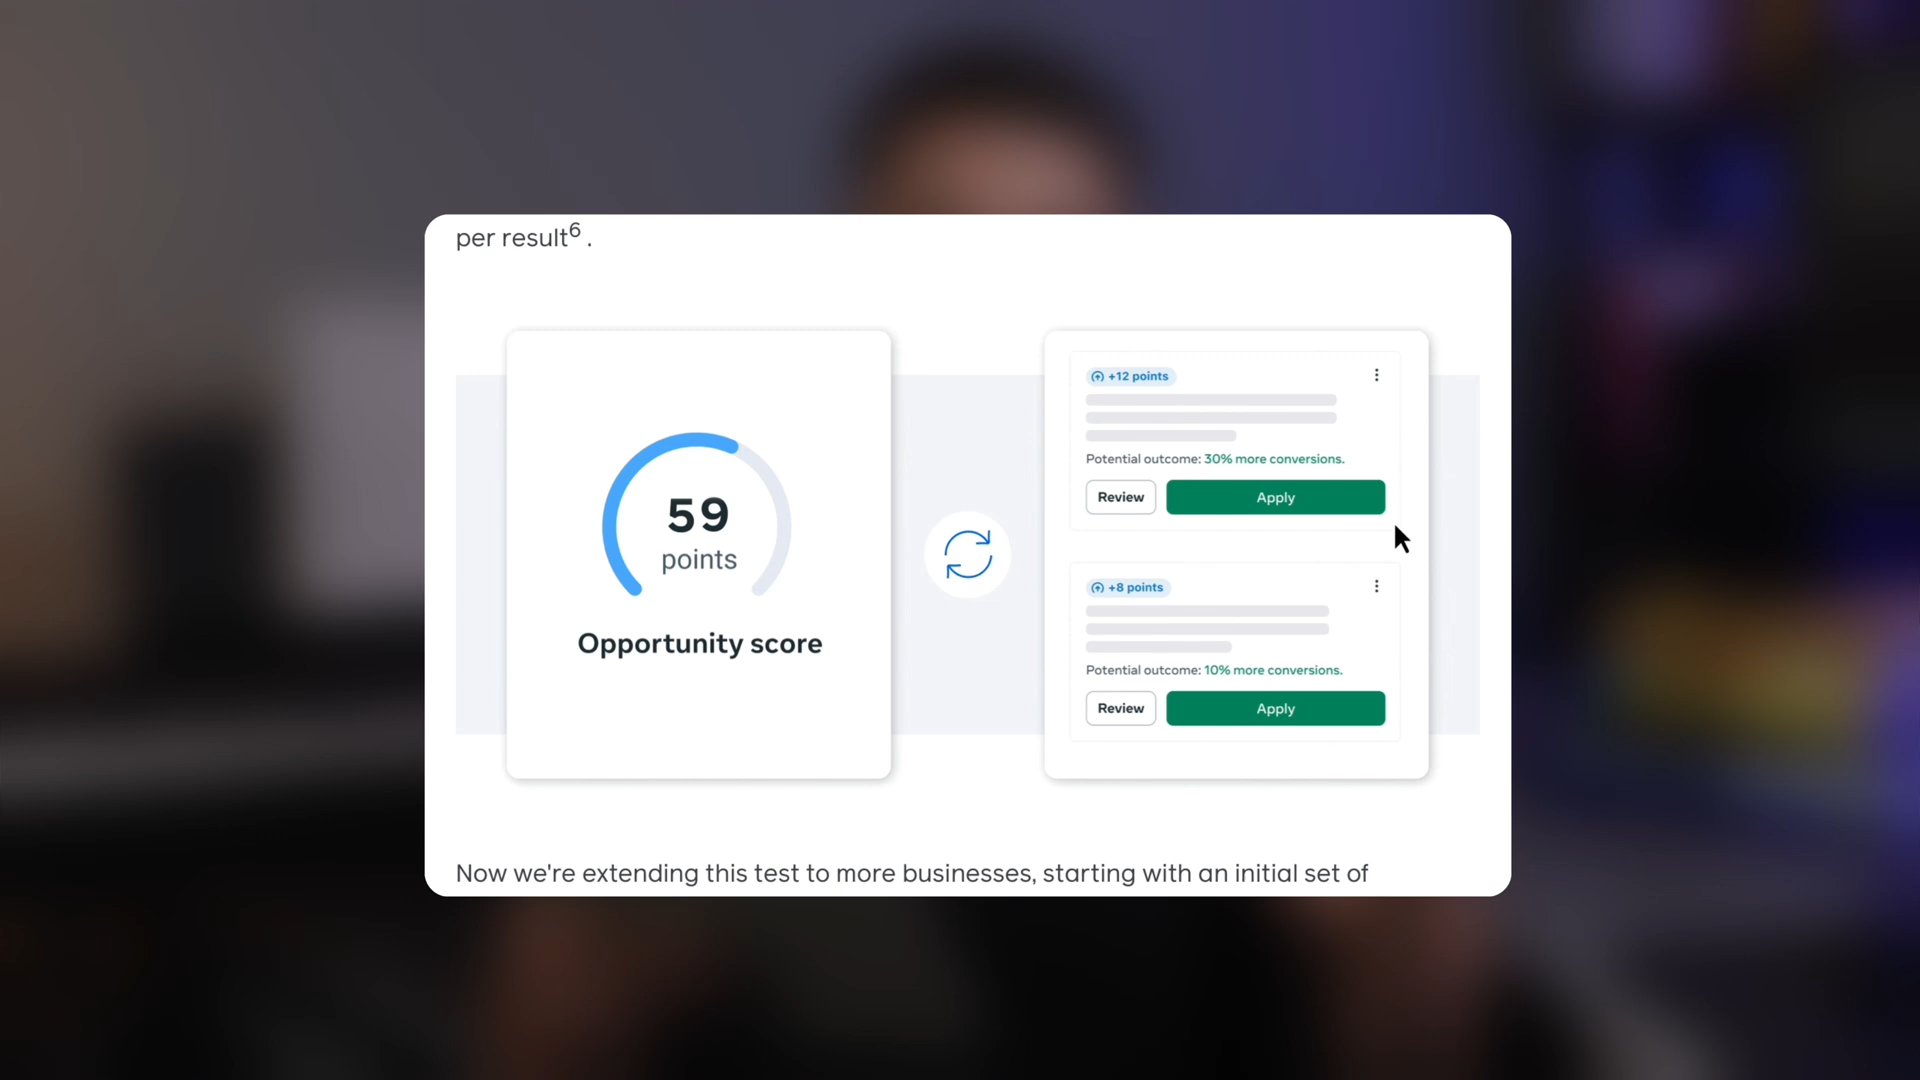 per result⁶ .
59
points
Opportunity score
+12 points
Potential outcome: 30% more conversions.
Review
Apply
+8 points
Potential outcome: 10% more conversions.
Review
Apply
Now we're extending this test to more businesses, starting with an initial set of